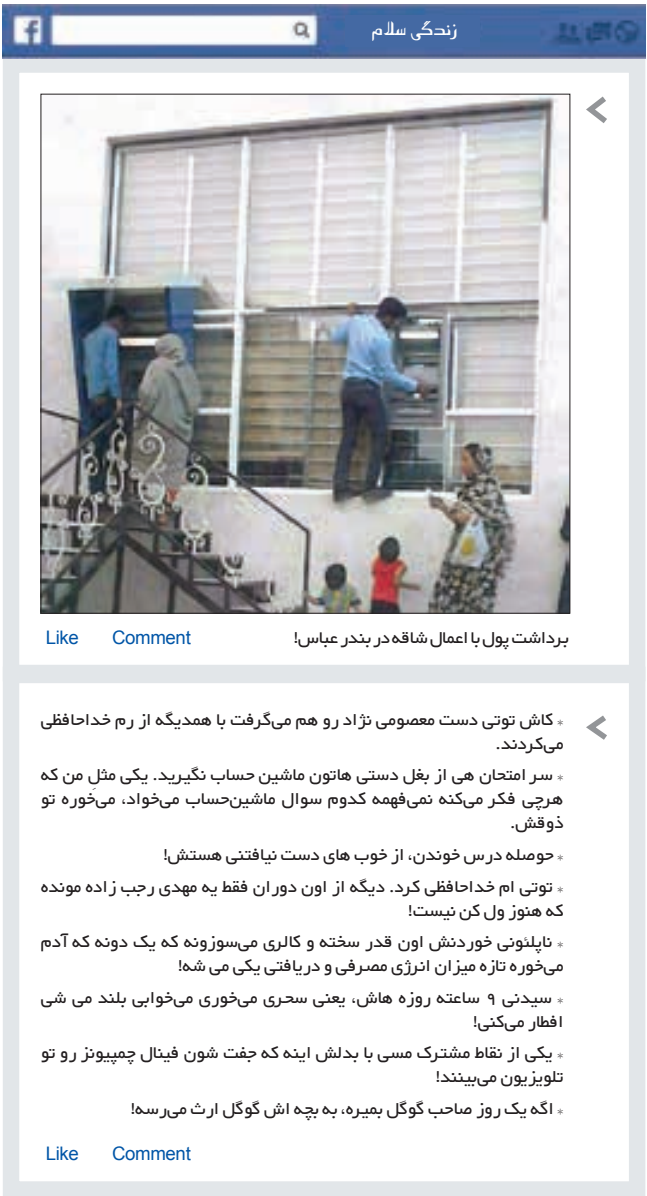 زندگی سلام
برداشت پول با اعمال شاقه در بندر عباس!
Like Comment
* کاش توتی دست معصومی نژاد رو هم می‌گرفت با همدیگه از رم خداحافظی
می‌کردند.
* سر امتحان هی از بغل دستی هاتون ماشین حساب نگیرید. یکی مثلِ من که
هرچی فکر می‌کنه نمی‌فهمه کدوم سوال ماشین‌حساب می‌خواد، می‌خوره تو
ذوقش.
* حوصله درس خوندن، از خوب های دست نیافتنی هستش!
* توتی ام خداحافظی کرد. دیگه از اون دوران فقط یه مهدی رجب زاده مونده
که هنوز ول کن نیست!
* ناپلئونی خوردنش اون قدر سخته و کالری می‌سوزونه که یک دونه که آدم
می‌خوره تازه میزان انرژی مصرفی و دریافتی یکی می شه!
* سیدنی ۹ ساعته روزه هاش، یعنی سحری می‌خوری می‌خوابی بلند می شی
افطار می‌کنی!
* یکی از نقاط مشترک مسی با بدلش اینه که جفت شون فینال چمپیونز رو تو
تلویزیون می‌بینند!
* اگه یک روز صاحب گوگل بمیره، به بچه اش گوگل ارث می‌رسه!
Like Comment